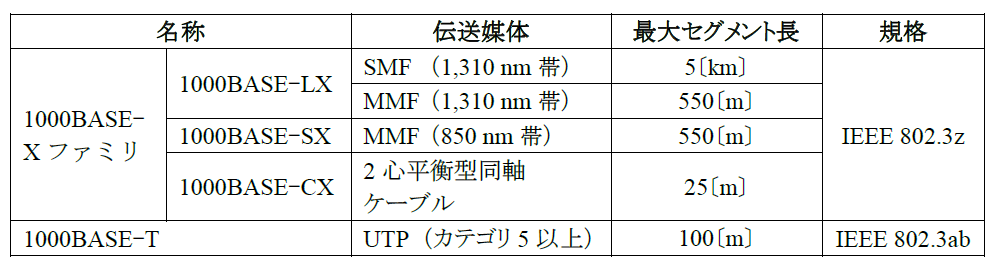 名称 伝送媒体 最大セグメント長 規格
1000BASE-Xファミリ 1000BASE-LX SMF（1,310 nm 帯） 5〔km〕 IEEE 802.3z
MMF（1,310 nm 帯） 550〔m〕
1000BASE-SX MMF（850 nm 帯） 550〔m〕
1000BASE-CX 2 心平衡型同軸
ケーブル 25〔m〕
1000BASE-T UTP（カテゴリ 5 以上） 100〔m〕 IEEE 802.3ab